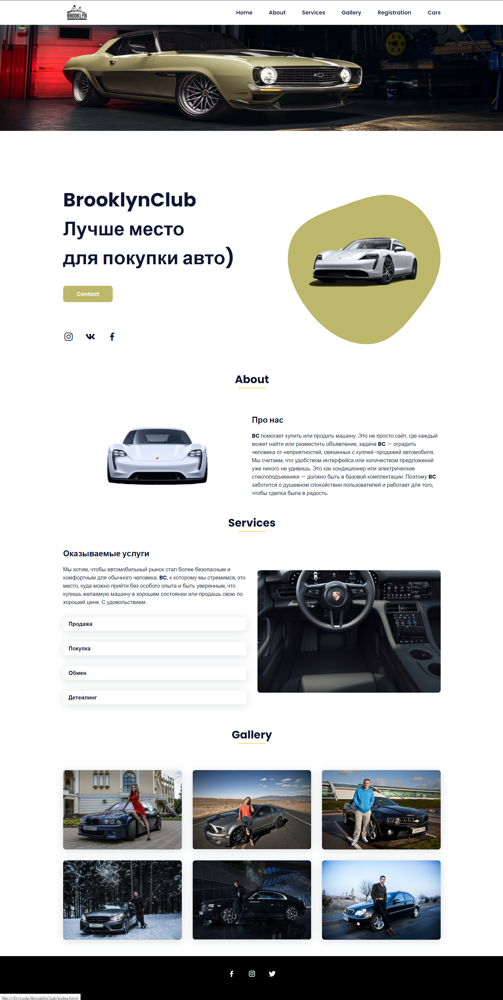 BROOKLYN
Home About Services Gallery Registration Cars
BrooklynClub
Лучше место
для покупки авто)
Contact
About
Про нас
BC помогает купить или продать машину. Это не просто сайт, где каждый
может найти или разместить объявление, задача BC — оградить
человека от неприятностей, связанных с куплей-продажей автомобиля.
Мы считаем, что удобством интерфейса или количеством предложений
уже никого не удивишь. Это как кондиционер или электрические
стеклоподъемники — должно быть в базовой комплектации. Поэтому BC
заботится о душевном спокойствии пользователей и работает для того,
чтобы сделка была в радость.
Services
Оказываемые услуги
Мы хотим, чтобы автомобильный рынок стал более безопасным и
комфортным для обычного человека. BC, к которому мы стремимся, это
место, куда можно прийти без особого опыта и быть уверенным, что
купишь желаемую машину в хорошем состоянии или продашь свою по
хорошей цене. С удовольствием.
Продажа
Покупка
Обмен
Детейлинг
Gallery
file:///D:/code/BrooklinClub/index.html